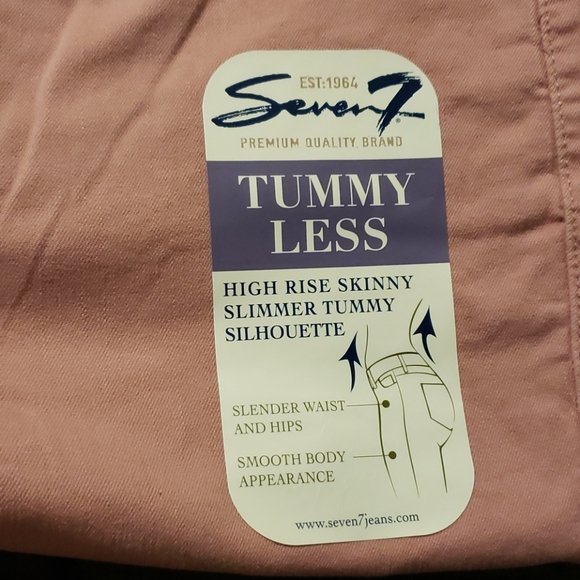 EST:1964
Seven7
PREMIUM QUALITY, BRAND
TUMMY
LESS
HIGH RISE SKINNY
SLIMMER TUMMY
SILHOUETTE
SLENDER WAIST
AND HIPS
SMOOTH BODY
APPEARANCE
www.seven7jeans.com